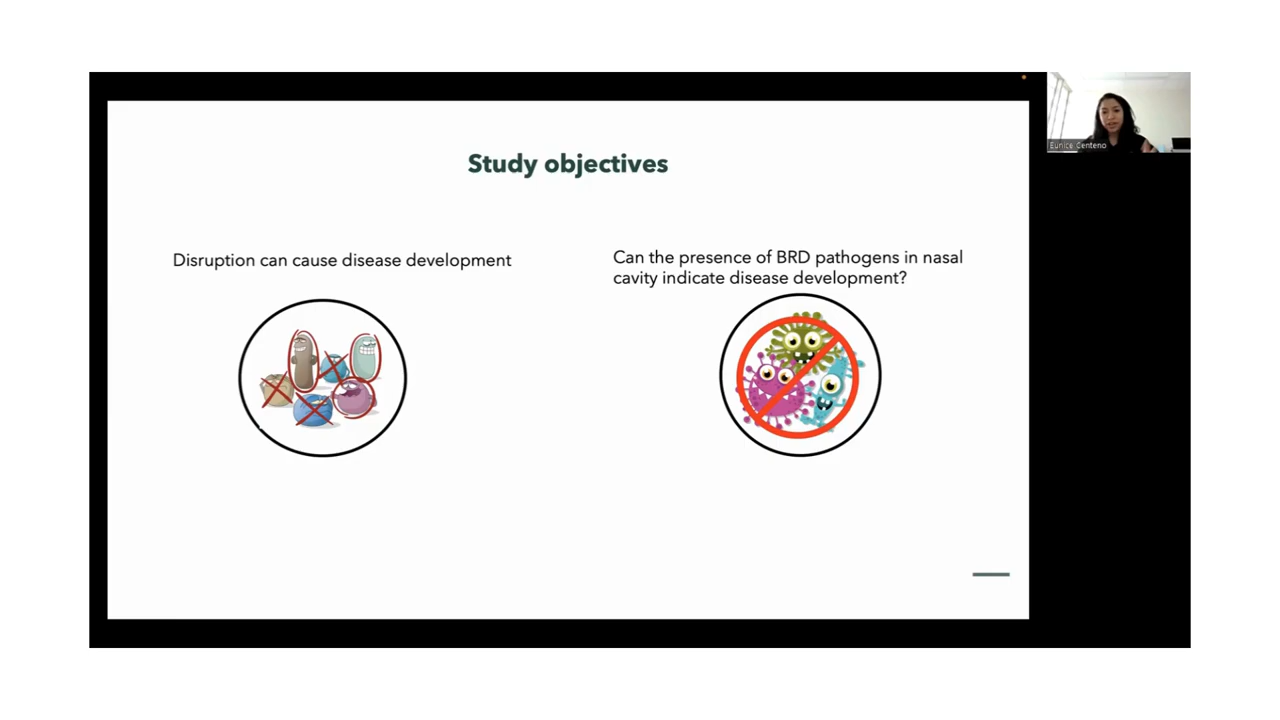 Study objectives
Disruption can cause disease development
Can the presence of BRD pathogens in nasal
cavity indicate disease development?
Eunice Centeno